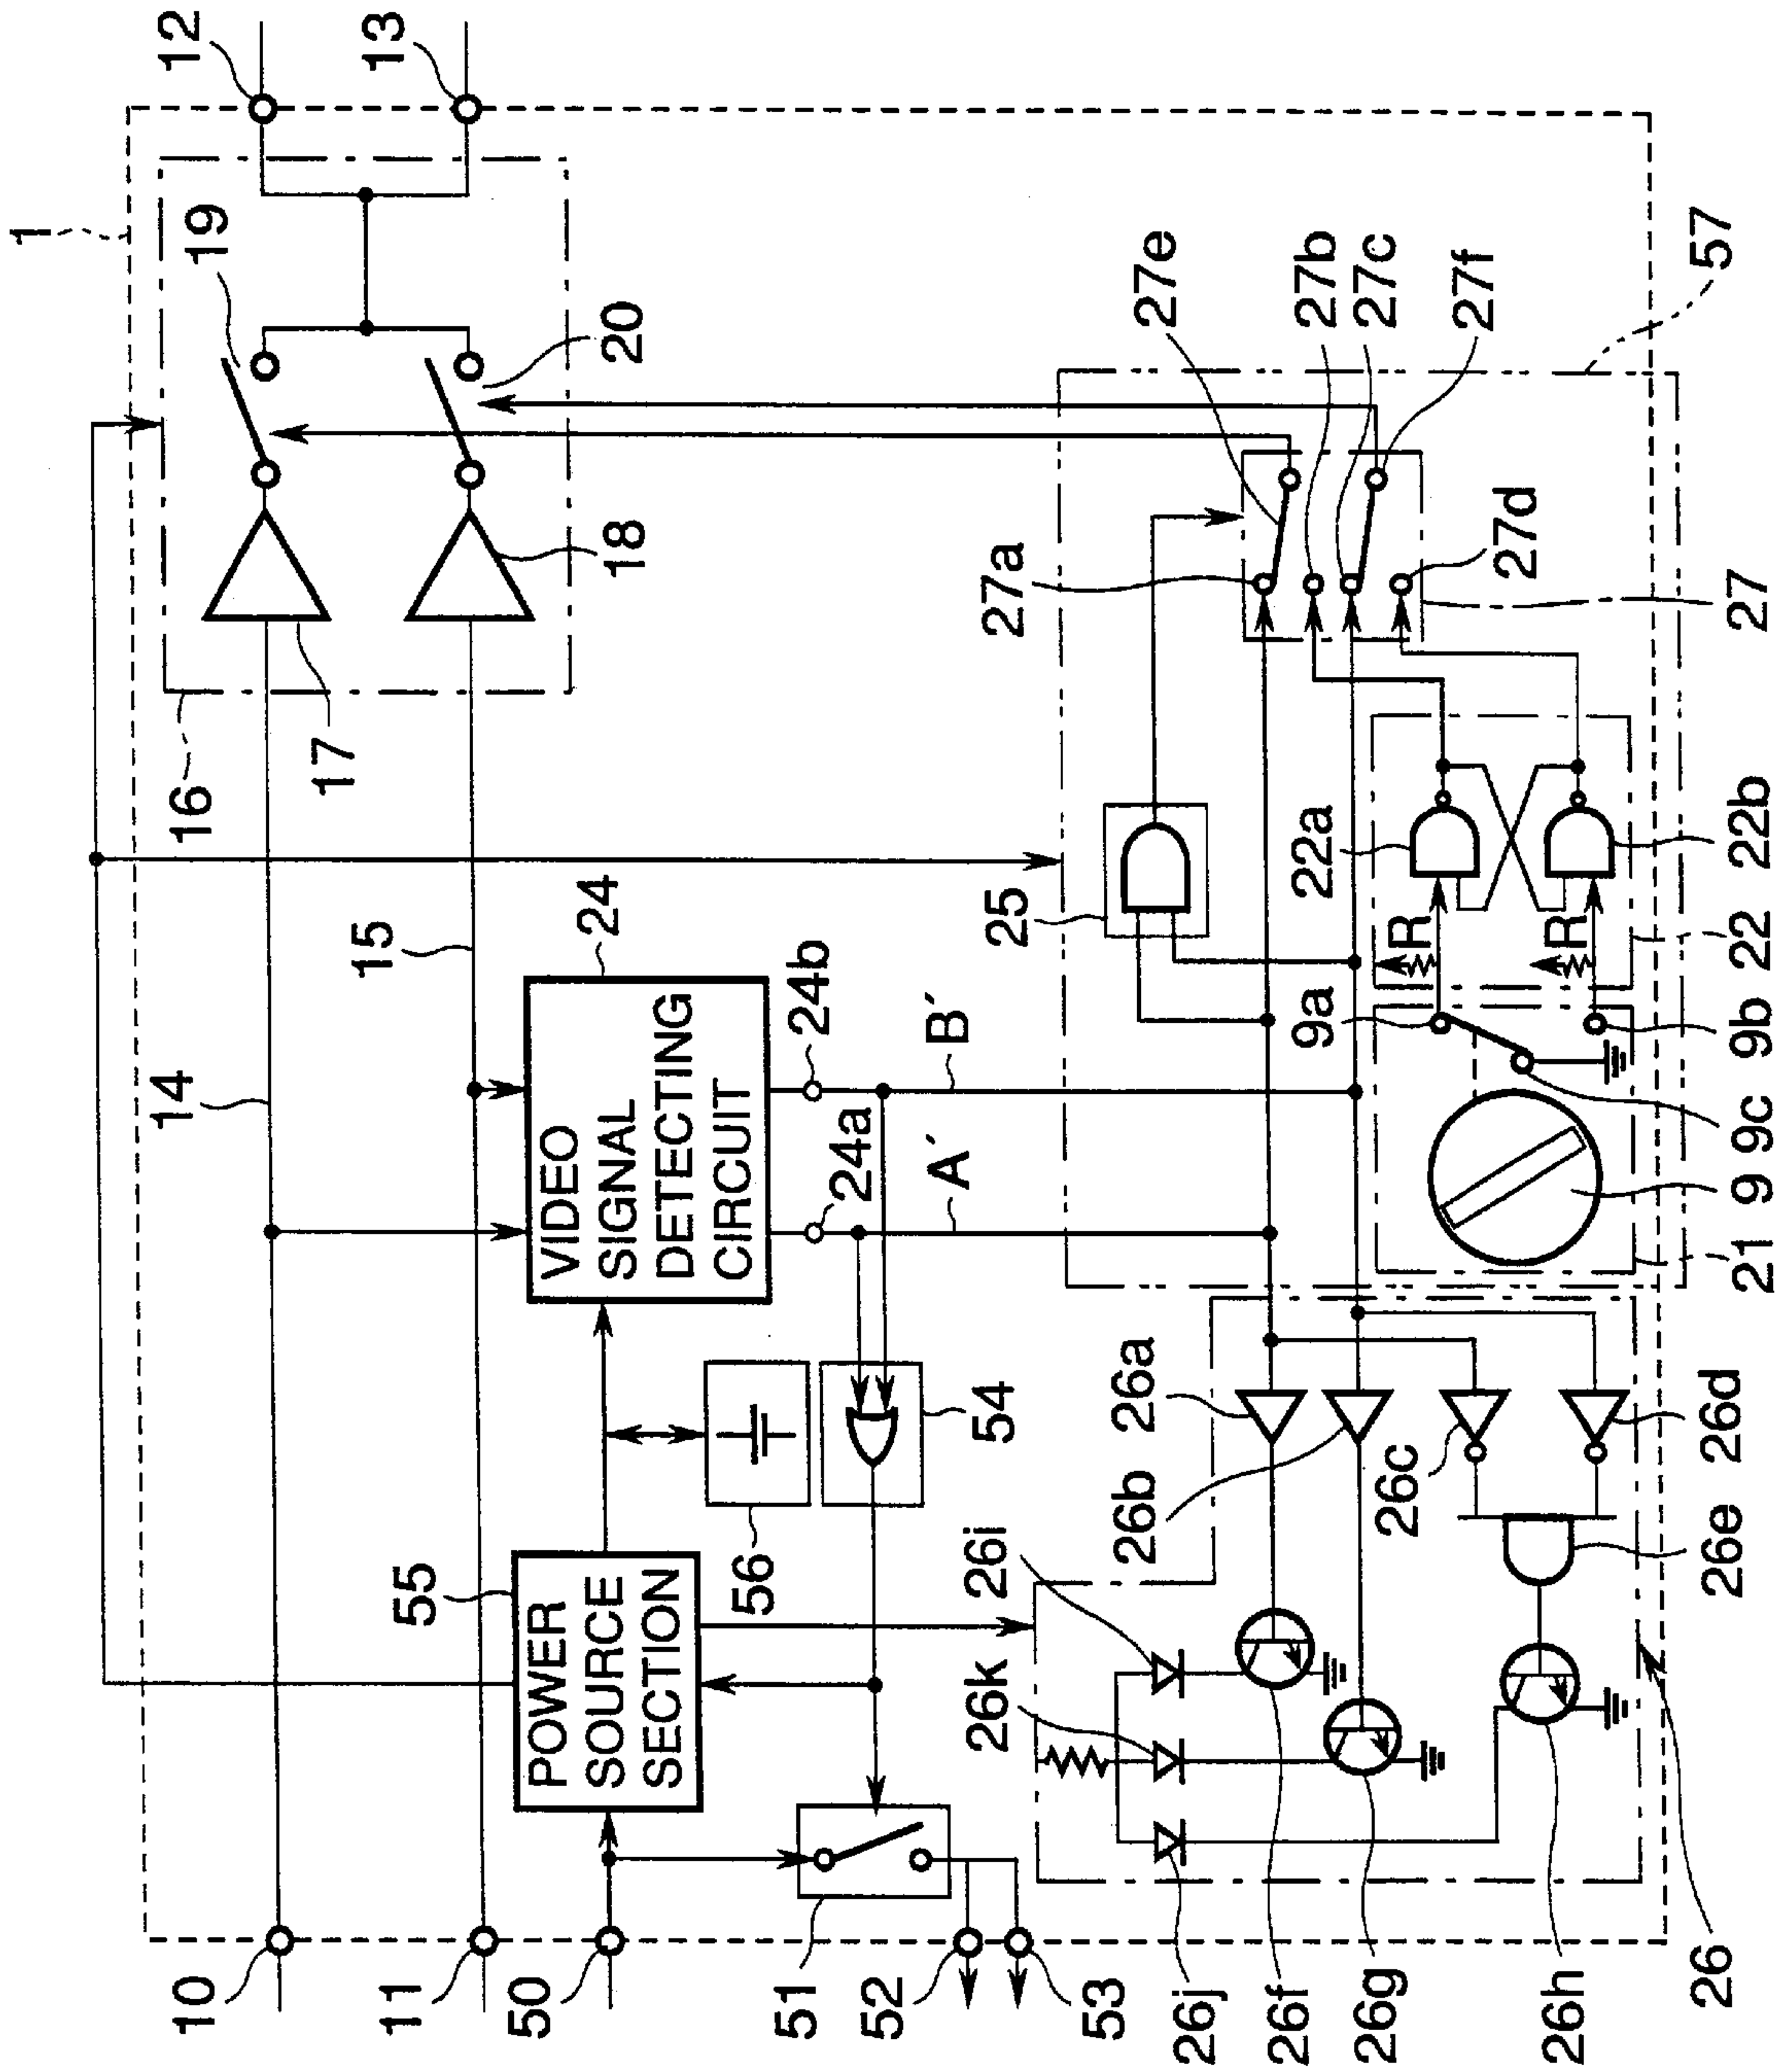 1
12
13
19
20
16
17
18
14
15
24
VIDEO
SIGNAL
DETECTING
CIRCUIT
24b
24a
B′
A′
55
POWER
SOURCE
SECTION
56
54
10
11
50
51
52
53
57
27e
27b
27c
27f
27a
27d
27
25
22a
22b
22
R
R
9a
9b
9c
9
21
26a
26b
26c
26d
26e
26i
26k
26j
26f
26g
26h
26